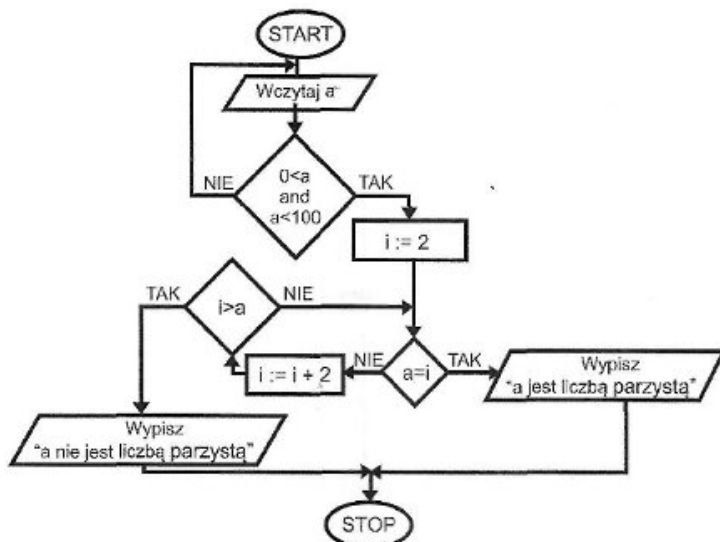 START
Wczytaj a
NIE
0<a
and
a<100
TAK
i := 2
TAK
i>a
NIE
i := i + 2
NIE
a=i
TAK
Wypisz
"a jest liczbą parzystą"
Wypisz
"a nie jest liczbą parzystą"
STOP